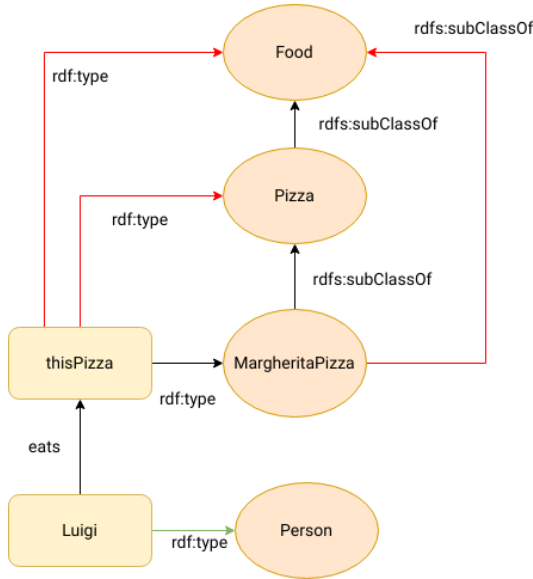 rdfs:subClassOf
Food
rdf:type
rdfs:subClassOf
Pizza
rdf:type
rdfs:subClassOf
thisPizza
MargheritaPizza
rdf:type
eats
Luigi
Person
rdf:type